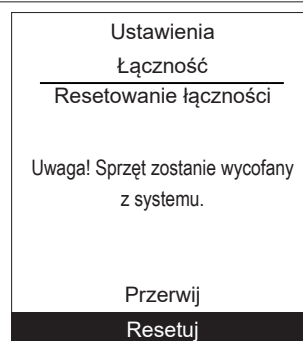 Ustawienia
Łączność
Resetowanie łączności
Uwaga! Sprzęt zostanie wycofany
z systemu.
Przerwij
Resetuj